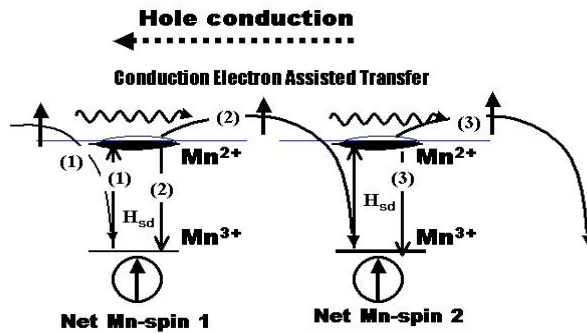 Hole conduction
Conduction Electron Assisted Transfer
(2)
(3)
(1)
(1)
(2)
Mn2+
(3)
Mn2+
Hsd
Hsd
Mn3+
Mn3+
Net Mn-spin 1
Net Mn-spin 2